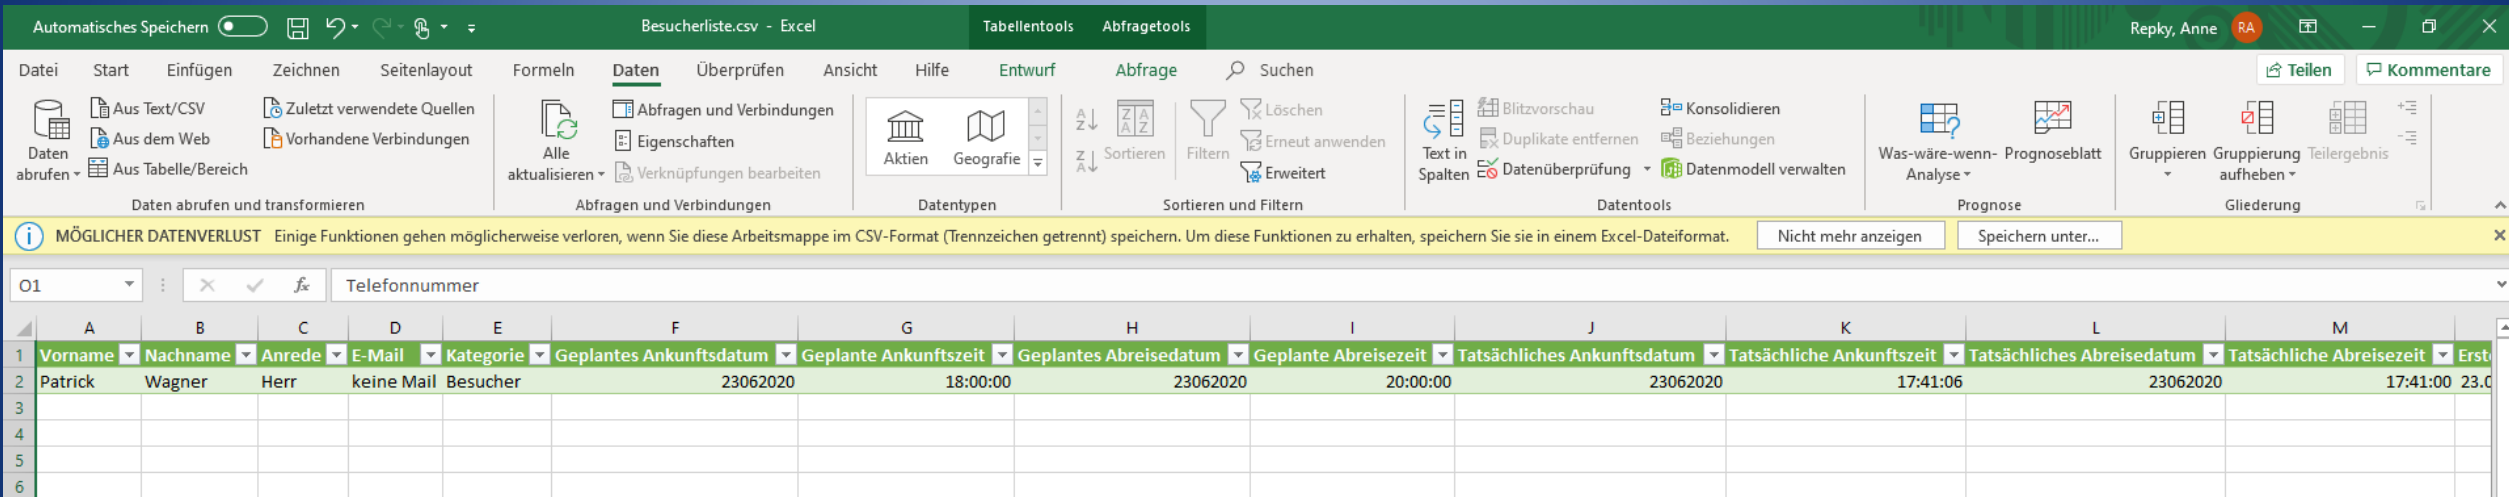 Automatisches Speichern
Besucherliste.csv - Excel
Tabellentools Abfragetools
Repky, Anne RA
Datei Start Einfügen Zeichnen Seitenlayout Formeln Daten Überprüfen Ansicht Hilfe Entwurf Abfrage Suchen Teilen Kommentare
Daten abrufen
Aus Text/CSV
Aus dem Web
Aus Tabelle/Bereich
Zuletzt verwendete Quellen
Vorhandene Verbindungen
Daten abrufen und transformieren
Alle aktualisieren
Abfragen und Verbindungen
Eigenschaften
Verknüpfungen bearbeiten
Abfragen und Verbindungen
Aktien Geografie
Datentypen
Sortieren
Filtern
Löschen
Erneut anwenden
Erweitert
Sortieren und Filtern
Text in Spalten
Blitzvorschau
Duplikate entfernen
Datenüberprüfung
Konsolidieren
Beziehungen
Datenmodell verwalten
Datentools
Was-wäre-wenn-
Analyse
Prognoseblatt
Prognose
Gruppieren
Gruppierung aufheben
Teilergebnis
Gliederung
MÖGLICHER DATENVERLUST Einige Funktionen gehen möglicherweise verloren, wenn Sie diese Arbeitsmappe im CSV-Format (Trennzeichen getrennt) speichern. Um diese Funktionen zu erhalten, speichern Sie sie in einem Excel-Dateiformat. Nicht mehr anzeigen Speichern unter...
O1 fx Telefonnummer
A B C D E F G H I J K L M
1 Vorname Nachname Anrede E-Mail Kategorie Geplantes Ankunftsdatum Geplante Ankunftszeit Geplantes Abreisedatum Geplante Abreisezeit Tatsächliches Ankunftsdatum Tatsächliche Ankunftszeit Tatsächliches Abreisedatum Tatsächliche Abreisezeit
2 Patrick Wagner Herr keine Mail Besucher 23062020 18:00:00 23062020 20:00:00 23062020 17:41:06 23062020 17:41:00
3
4
5
6